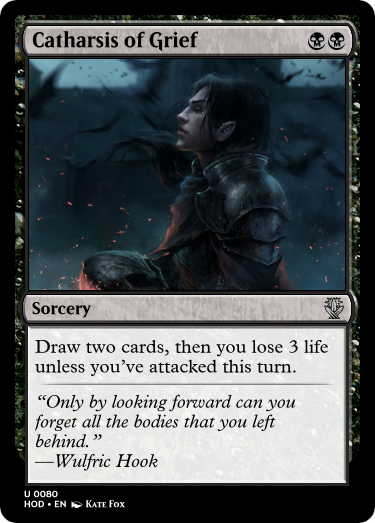 Catharsis of Grief
Sorcery
Draw two cards, then you lose 3 life
unless you've attacked this turn.
“Only by looking forward can you
forget all the bodies that you left
behind.”
—Wulfric Hook
U 0080
HOD • EN Kate Fox